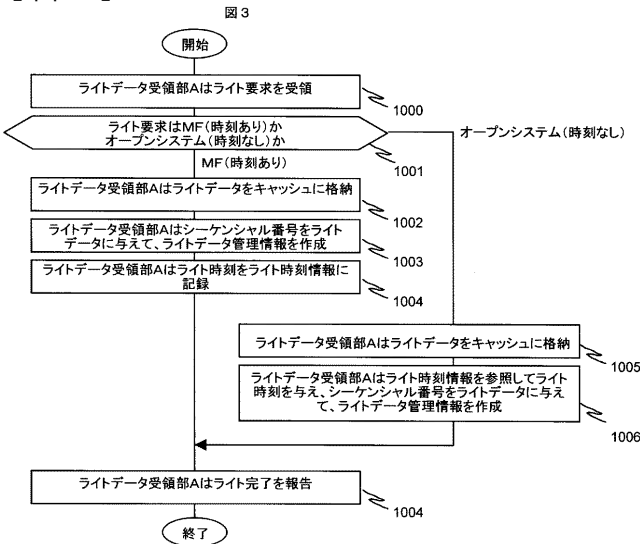 図3
開始
ライトデータ受領部Aはライト要求を受領
1000
ライト要求はMF(時刻あり)か
オープンシステム(時刻なし)か
オープンシステム(時刻なし)
1001
MF(時刻あり)
ライトデータ受領部Aはライトデータをキャッシュに格納
1002
ライトデータ受領部Aはシーケンシャル番号をライト
データに与えて、ライトデータ管理情報を作成
1003
ライトデータ受領部Aはライト時刻をライト時刻情報に
記録
1004
ライトデータ受領部Aはライトデータをキャッシュに格納
1005
ライトデータ受領部Aはライト時刻情報を参照してライト
時刻を与え、シーケンシャル番号をライトデータに与え
て、ライトデータ管理情報を作成
1006
ライトデータ受領部Aはライト完了を報告
1004
終了